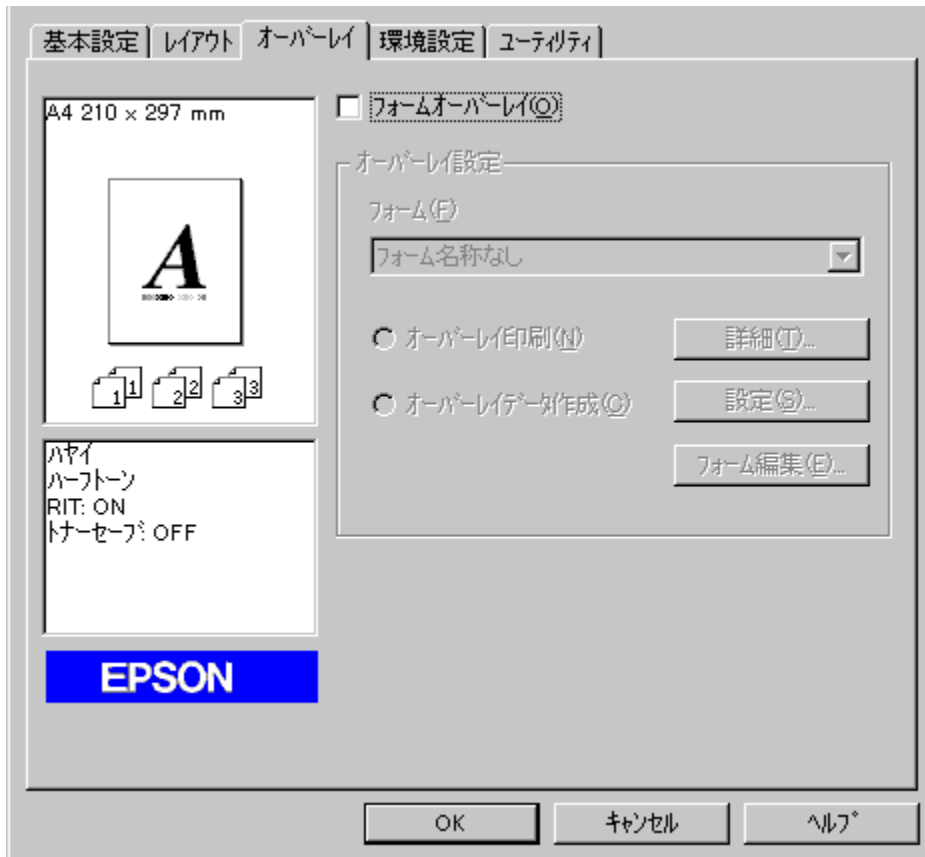 基本設定 レイアウト オーバーレイ 環境設定 ユーティリティ
A4 210 x 297 mm
A
1 1 2 2 3 3
ハヤイ
ハーフトーン
RIT: ON
トナーセーブ: OFF
EPSON
フォームオーバーレイ(O)
オーバーレイ設定
フォーム(F)
フォーム名称なし
オーバーレイ印刷(N) 詳細(T)...
オーバーレイデータ作成(C) 設定(S)...
フォーム編集(E)...
OK キャンセル ヘルプ